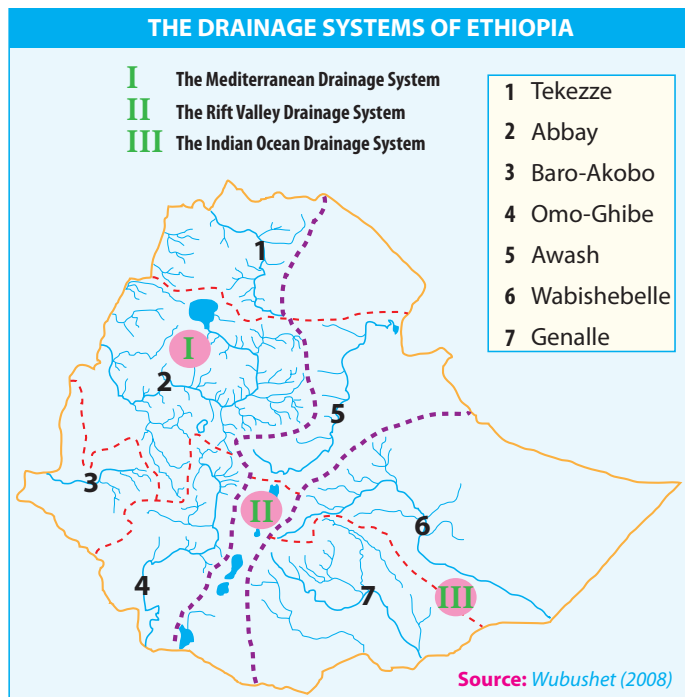 THE DRAINAGE SYSTEMS OF ETHIOPIA
I The Mediterranean Drainage System
II The Rift Valley Drainage System
III The Indian Ocean Drainage System
1 Tekezze
2 Abbay
3 Baro-Akobo
4 Omo-Ghibe
5 Awash
6 Wabishebelle
7 Genalle
1
I
2
5
3
II
6
4
7
III
Source: Wubushet (2008)